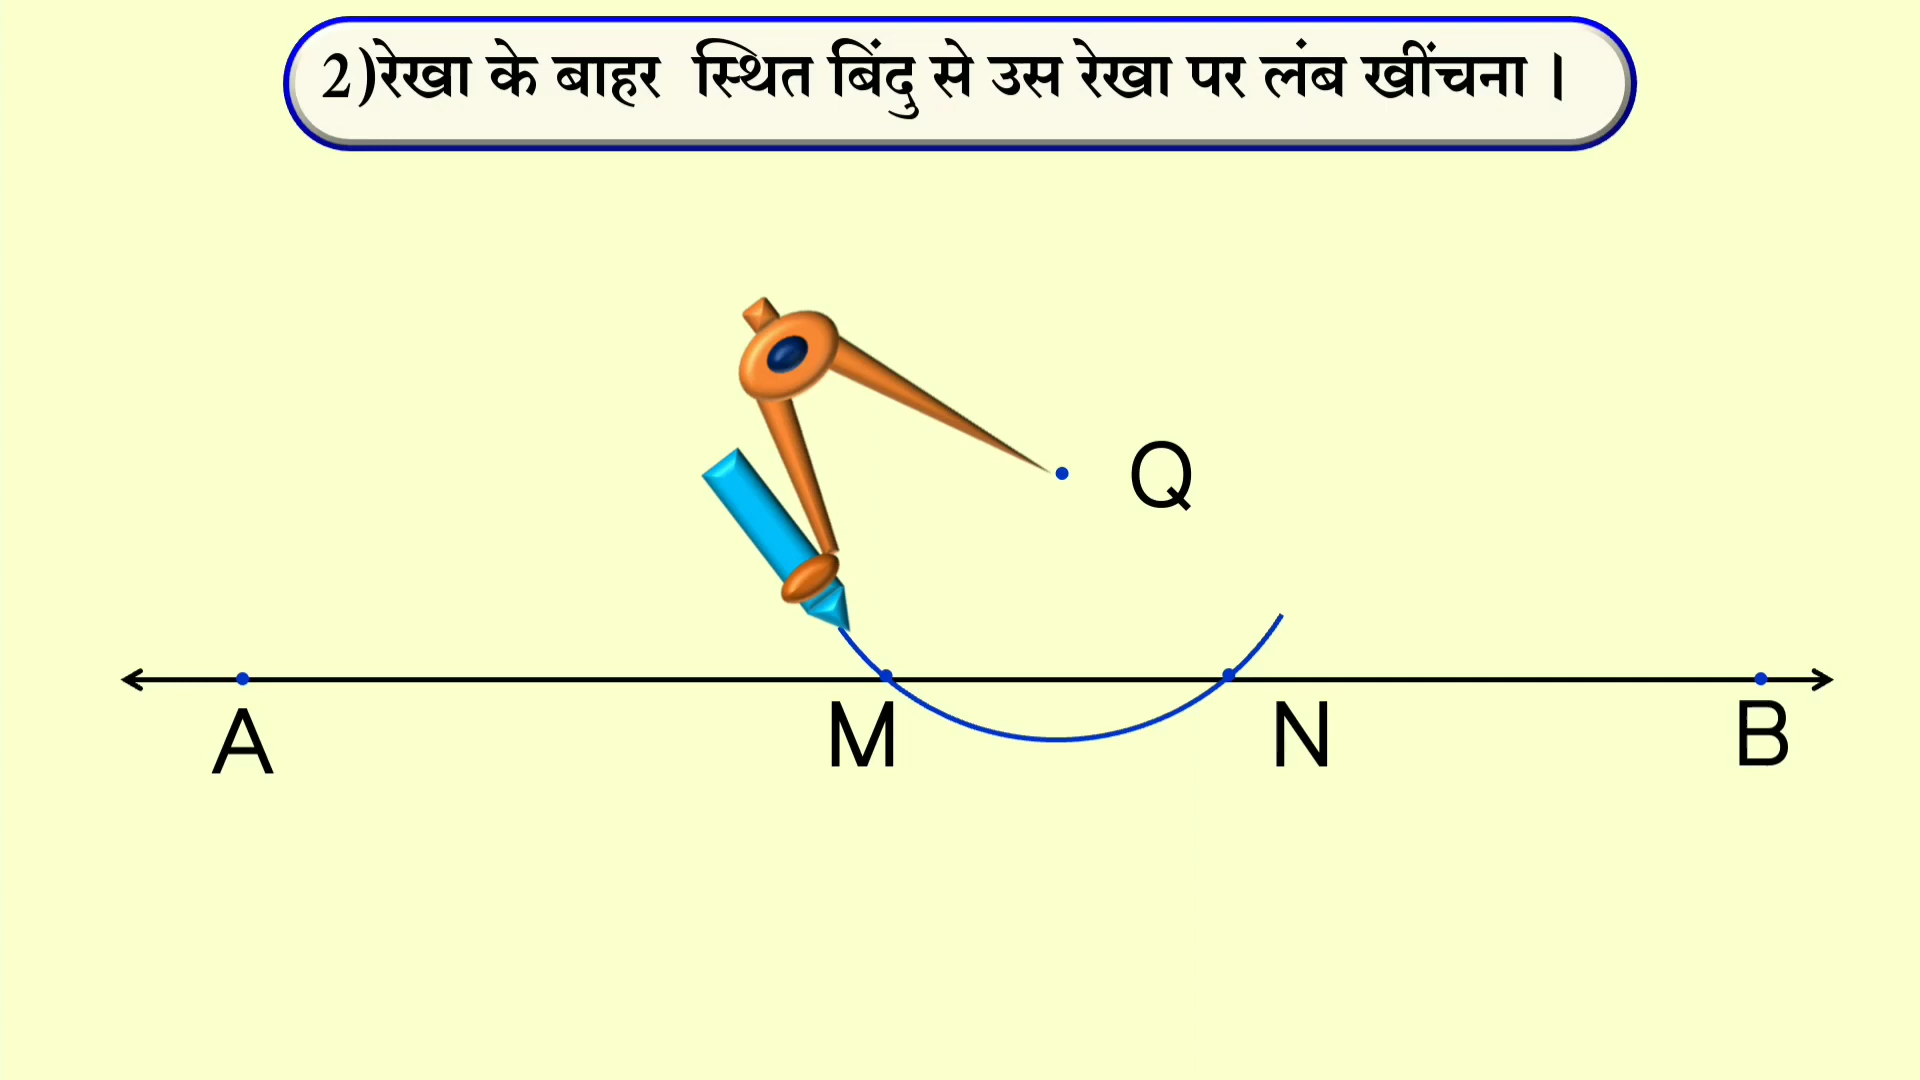 2)रेखा के बाहर स्थित बिंदु से उस रेखा पर लंब खींचना ।
Q
A
M
N
B